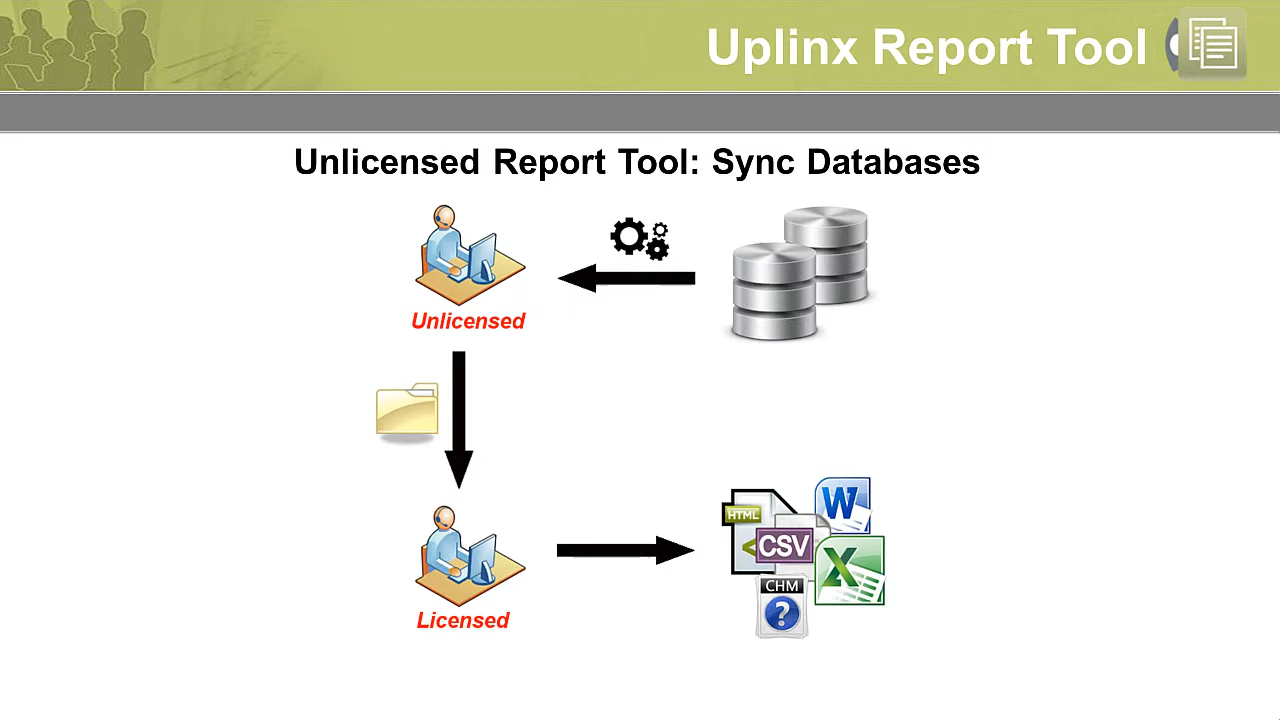 Uplinx Report Tool
Unlicensed Report Tool: Sync Databases
Unlicensed
HTML
W
CSV
X
CHM
?
Licensed